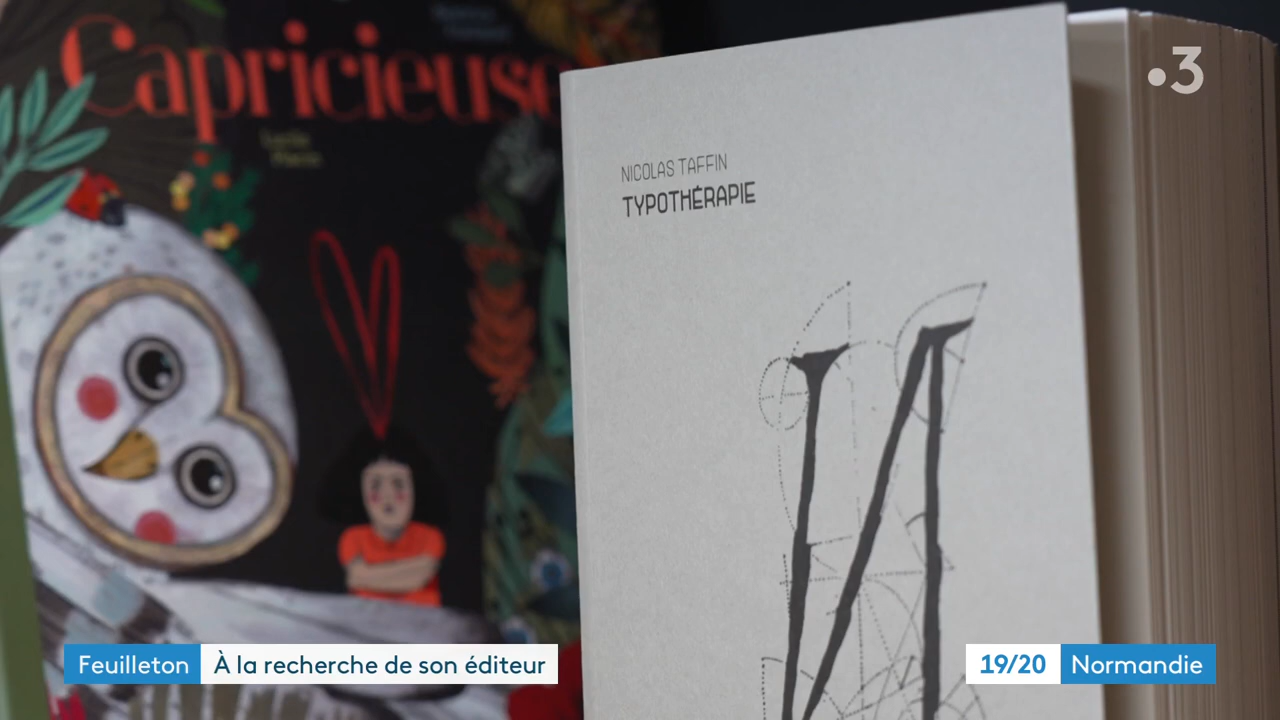 Capricieuse
NICOLAS TAFFIN
TYPOTHÉRAPIE
3
Feuilleton
À la recherche de son éditeur
19/20
Normandie